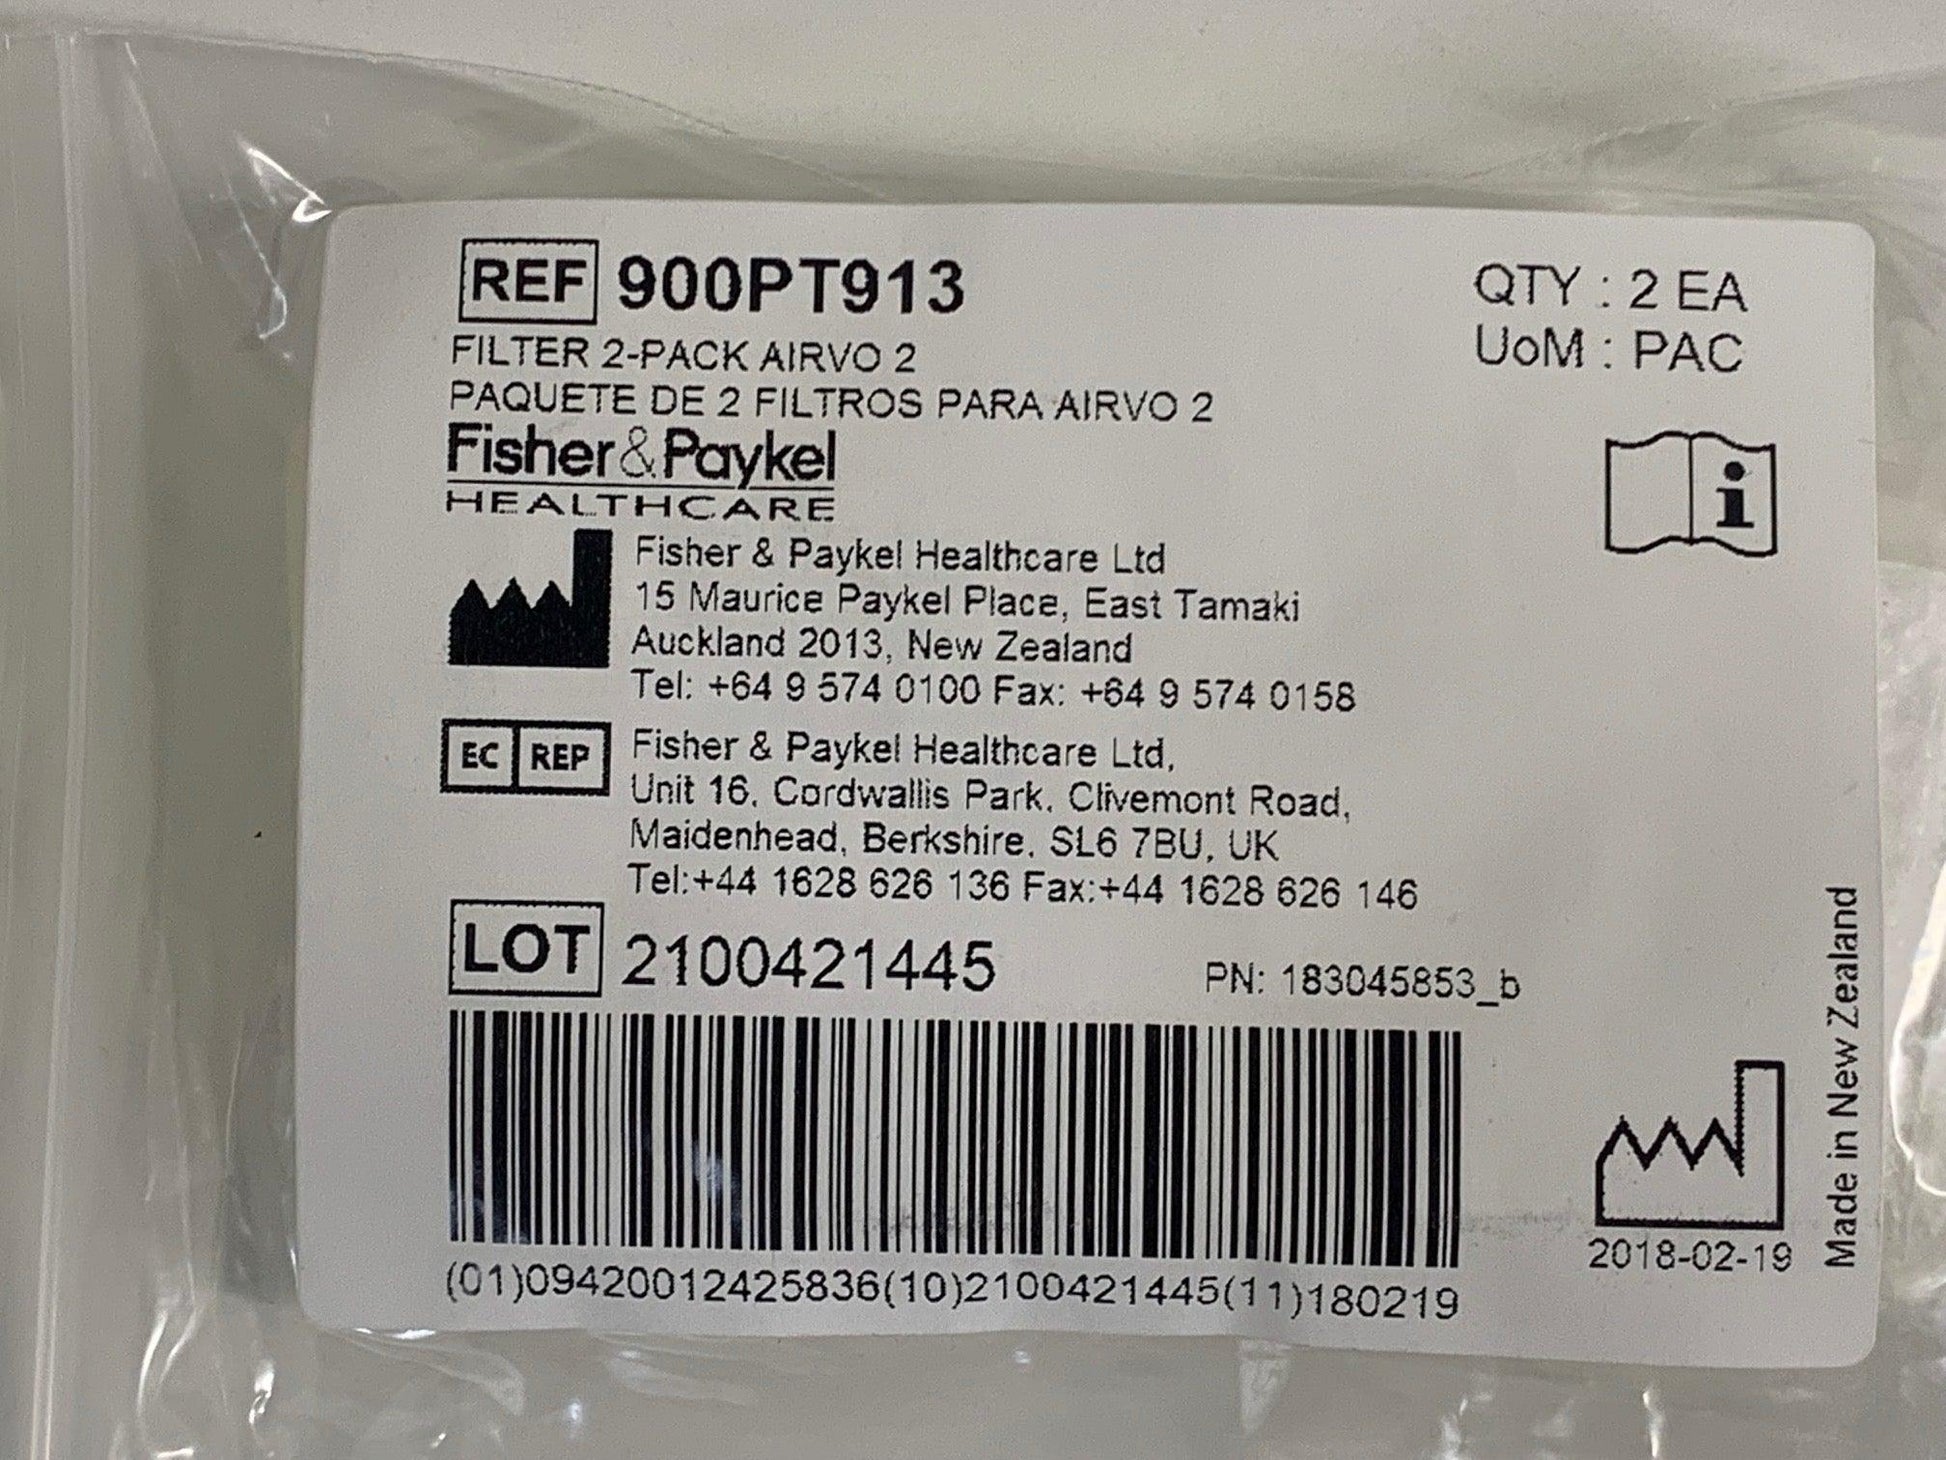 REF 900PT913
QTY : 2 EA
UoM : PAC
FILTER 2-PACK AIRVO 2
PAQUETE DE 2 FILTROS PARA AIRVO 2
Fisher&Paykel
HEALTHCARE
i
Fisher & Paykel Healthcare Ltd
15 Maurice Paykel Place, East Tamaki
Auckland 2013, New Zealand
Tel: +64 9 574 0100 Fax: +64 9 574 0158
EC REP
Fisher & Paykel Healthcare Ltd,
Unit 16, Cordwallis Park, Clivemont Road,
Maidenhead, Berkshire, SL6 7BU, UK
Tel:+44 1628 626 136 Fax:+44 1628 626 146
LOT 2100421445
PN: 183045853_b
(01)09420012425836(10)2100421445(11)180219
2018-02-19
Made in New Zealand